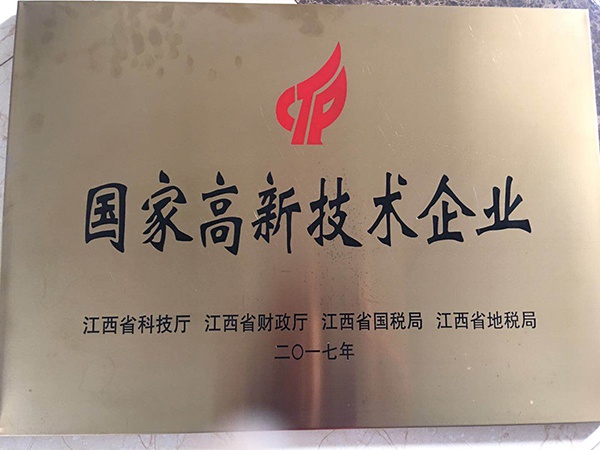 CTP
国家高新技术企业
江西省科技厅 江西省财政厅 江西省国税局 江西省地税局
二〇一七年